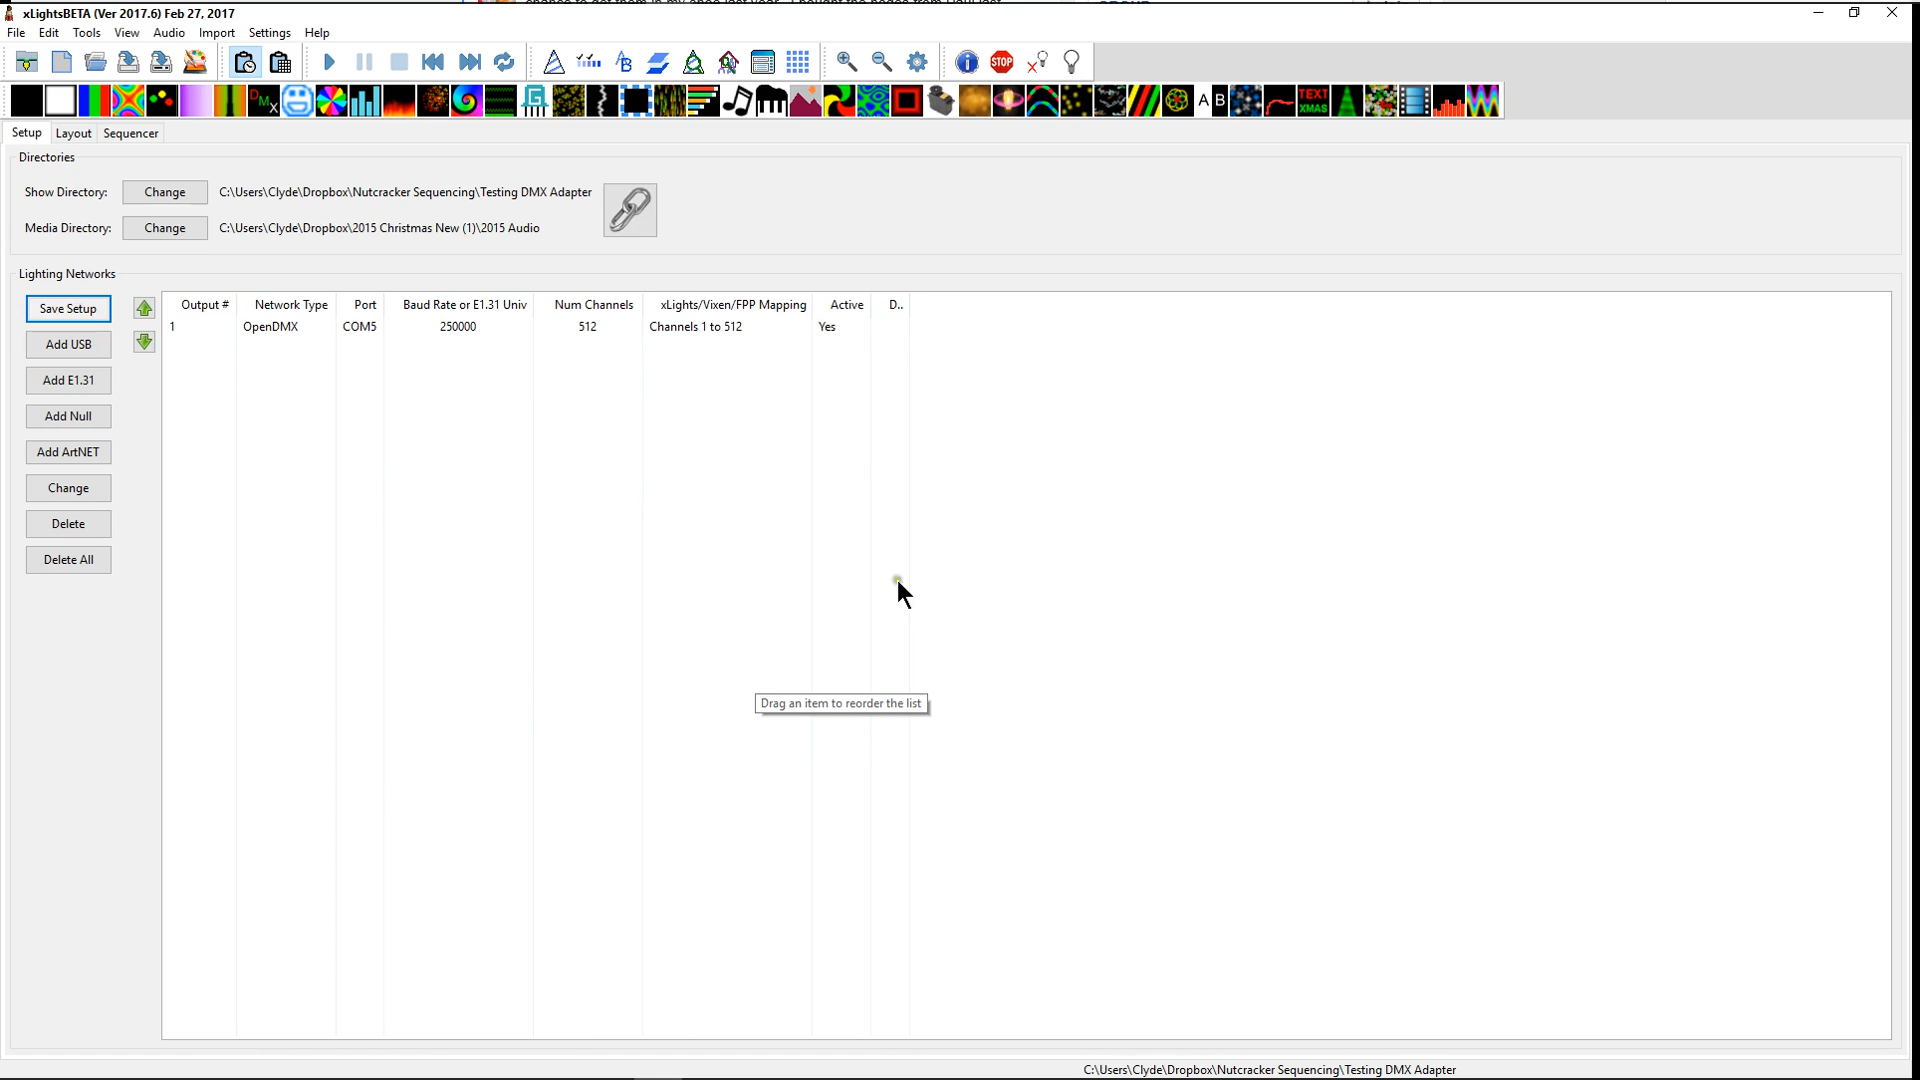 xLightsBETA (Ver 2017.6) Feb 27, 2017
File Edit Tools View Audio Import Settings Help
STOP
DMX
A B
TEXT XMAS
Setup Layout Sequencer
Directories
Show Directory: Change C:\Users\Clyde\Dropbox\Nutcracker Sequencing\Testing DMX Adapter
Media Directory: Change C:\Users\Clyde\Dropbox\2015 Christmas New (1)\2015 Audio
Lighting Networks
Save Setup
Add USB
Add E1.31
Add Null
Add ArtNET
Change
Delete
Delete All
Output # Network Type Port Baud Rate or E1.31 Univ Num Channels xLights/Vixen/FPP Mapping Active D..
1 OpenDMX COM5 250000 512 Channels 1 to 512 Yes
Drag an item to reorder the list
C:\Users\Clyde\Dropbox\Nutcracker Sequencing\Testing DMX Adapter